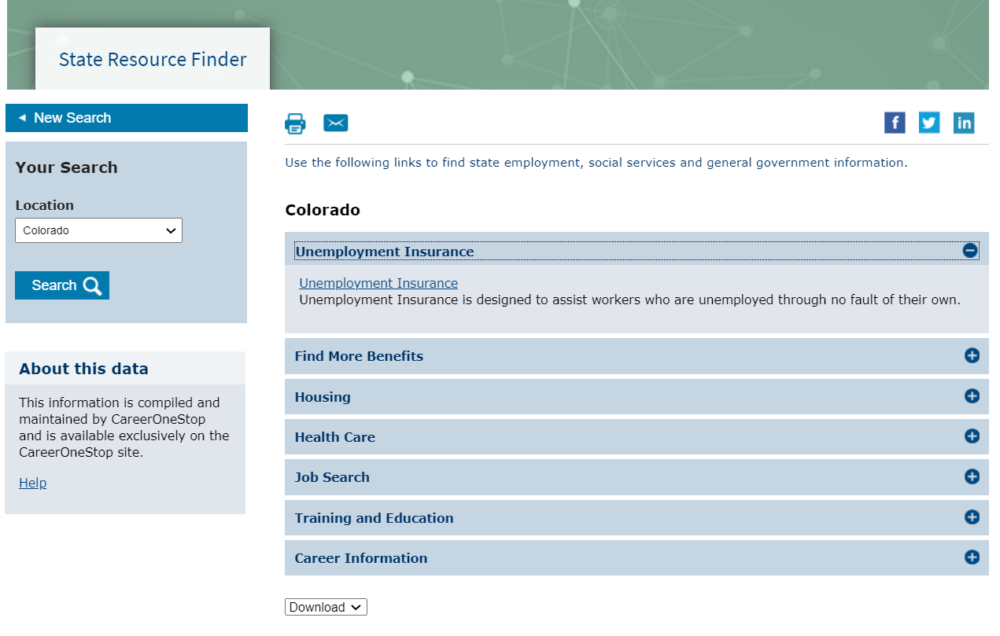 State Resource Finder
New Search
Your Search
Location
Colorado
Search
About this data
This information is compiled and
maintained by CareerOneStop
and is available exclusively on the
CareerOneStop site.
Help
f
in
Use the following links to find state employment, social services and general government information.
Colorado
Unemployment Insurance
Unemployment Insurance
Unemployment Insurance is designed to assist workers who are unemployed through no fault of their own.
Find More Benefits
Housing
Health Care
Job Search
Training and Education
Career Information
Download